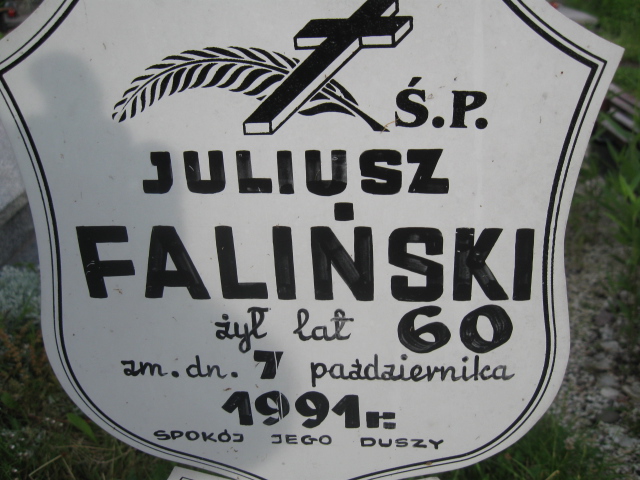 Ś.P.
JULIUSZ
FALIŃSKI
żył lat 60
zm. dn. 7 października
1991 r.
SPOKÓJ JEGO DUSZY